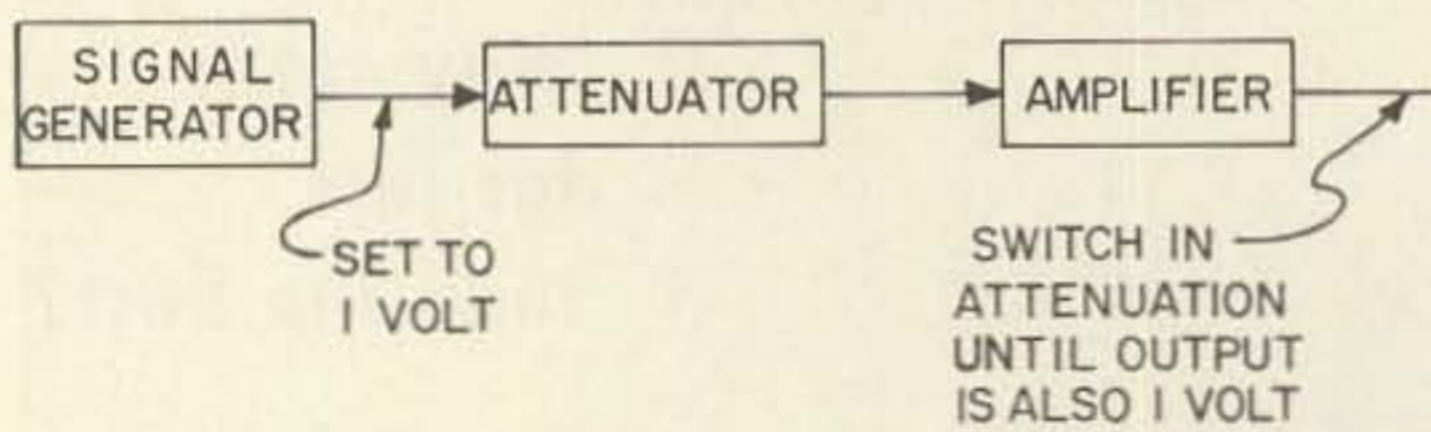 SIGNAL
GENERATOR
ATTENUATOR
AMPLIFIER
SET TO
1 VOLT
SWITCH IN
ATTENUATION
UNTIL OUTPUT
IS ALSO 1 VOLT